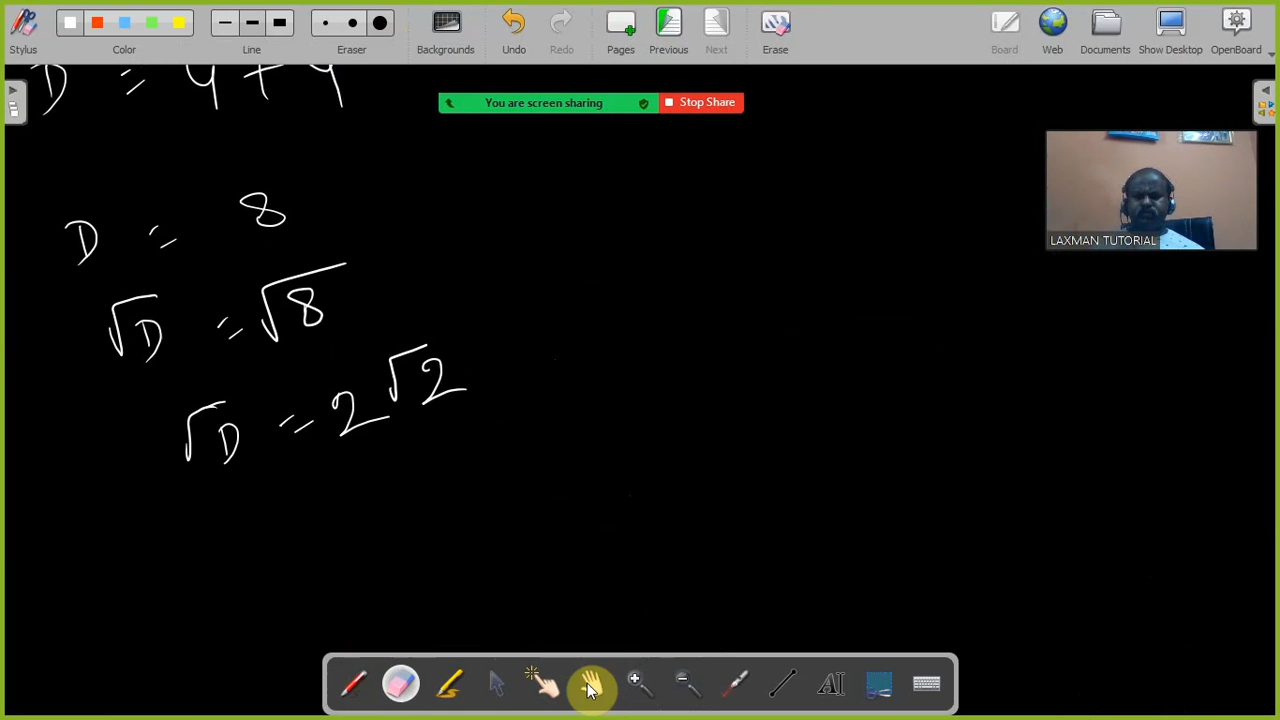 Stylus Color Line Eraser Backgrounds Undo Redo Pages Previous Next Erase Board Web Documents Show Desktop OpenBoard
D = 4 + 4
You are screen sharing Stop Share
D = 8
√D = √8
√D = 2√2
LAXMAN TUTORIAL
AI